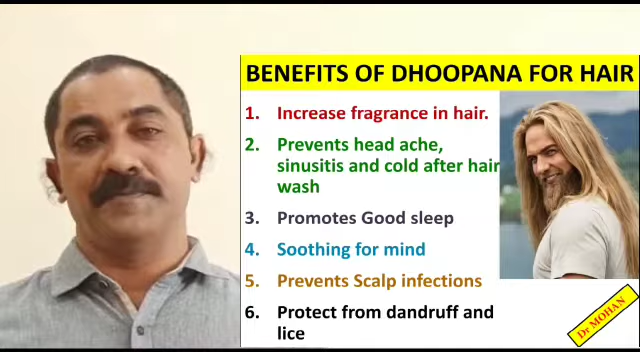 BENEFITS OF DHOOPANA FOR HAIR
1. Increase fragrance in hair.
2. Prevents head ache,
sinusitis and cold after hair
wash
3. Promotes Good sleep
4. Soothing for mind
5. Prevents Scalp infections
6. Protect from dandruff and
lice
Dr MOHAN